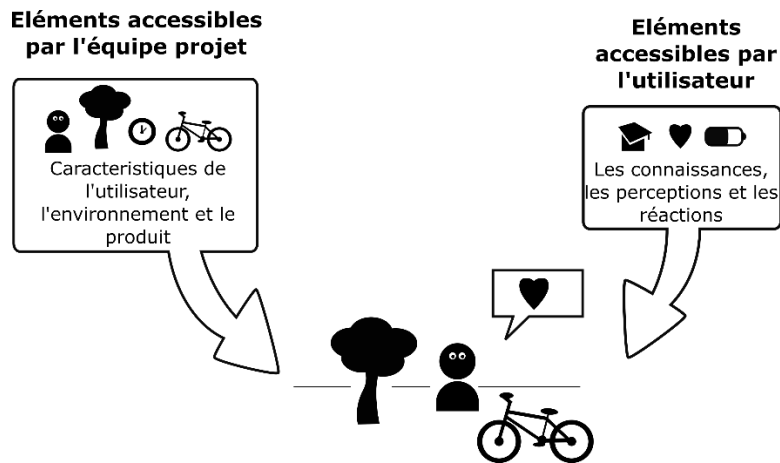 Eléments accessibles
par l'équipe projet
Caracteristiques de
l'utilisateur,
l'environnement et le
produit
Eléments
accessibles par
l'utilisateur
Les connaissances,
les perceptions et les
réactions